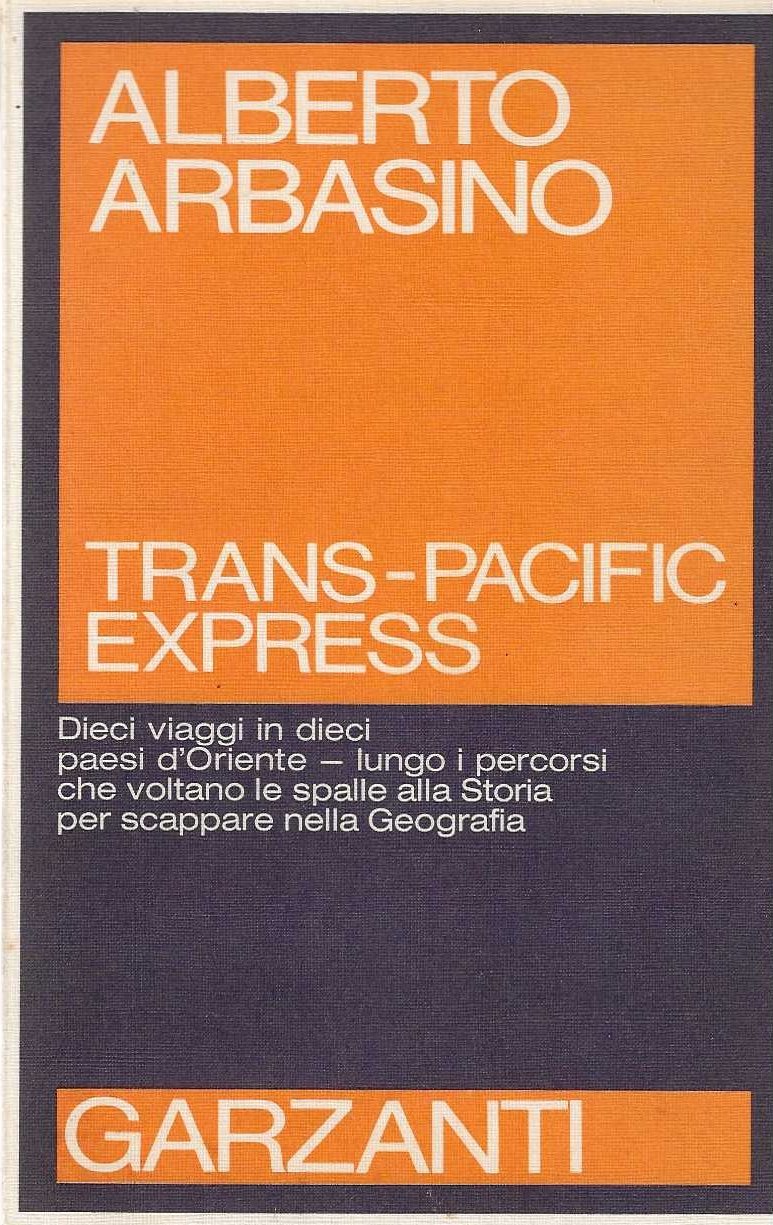 ALBERTO
ARBASINO
TRANS-PACIFIC
EXPRESS
Dieci viaggi in dieci
paesi d'Oriente – lungo i percorsi
che voltano le spalle alla Storia
per scappare nella Geografia
GARZANTI